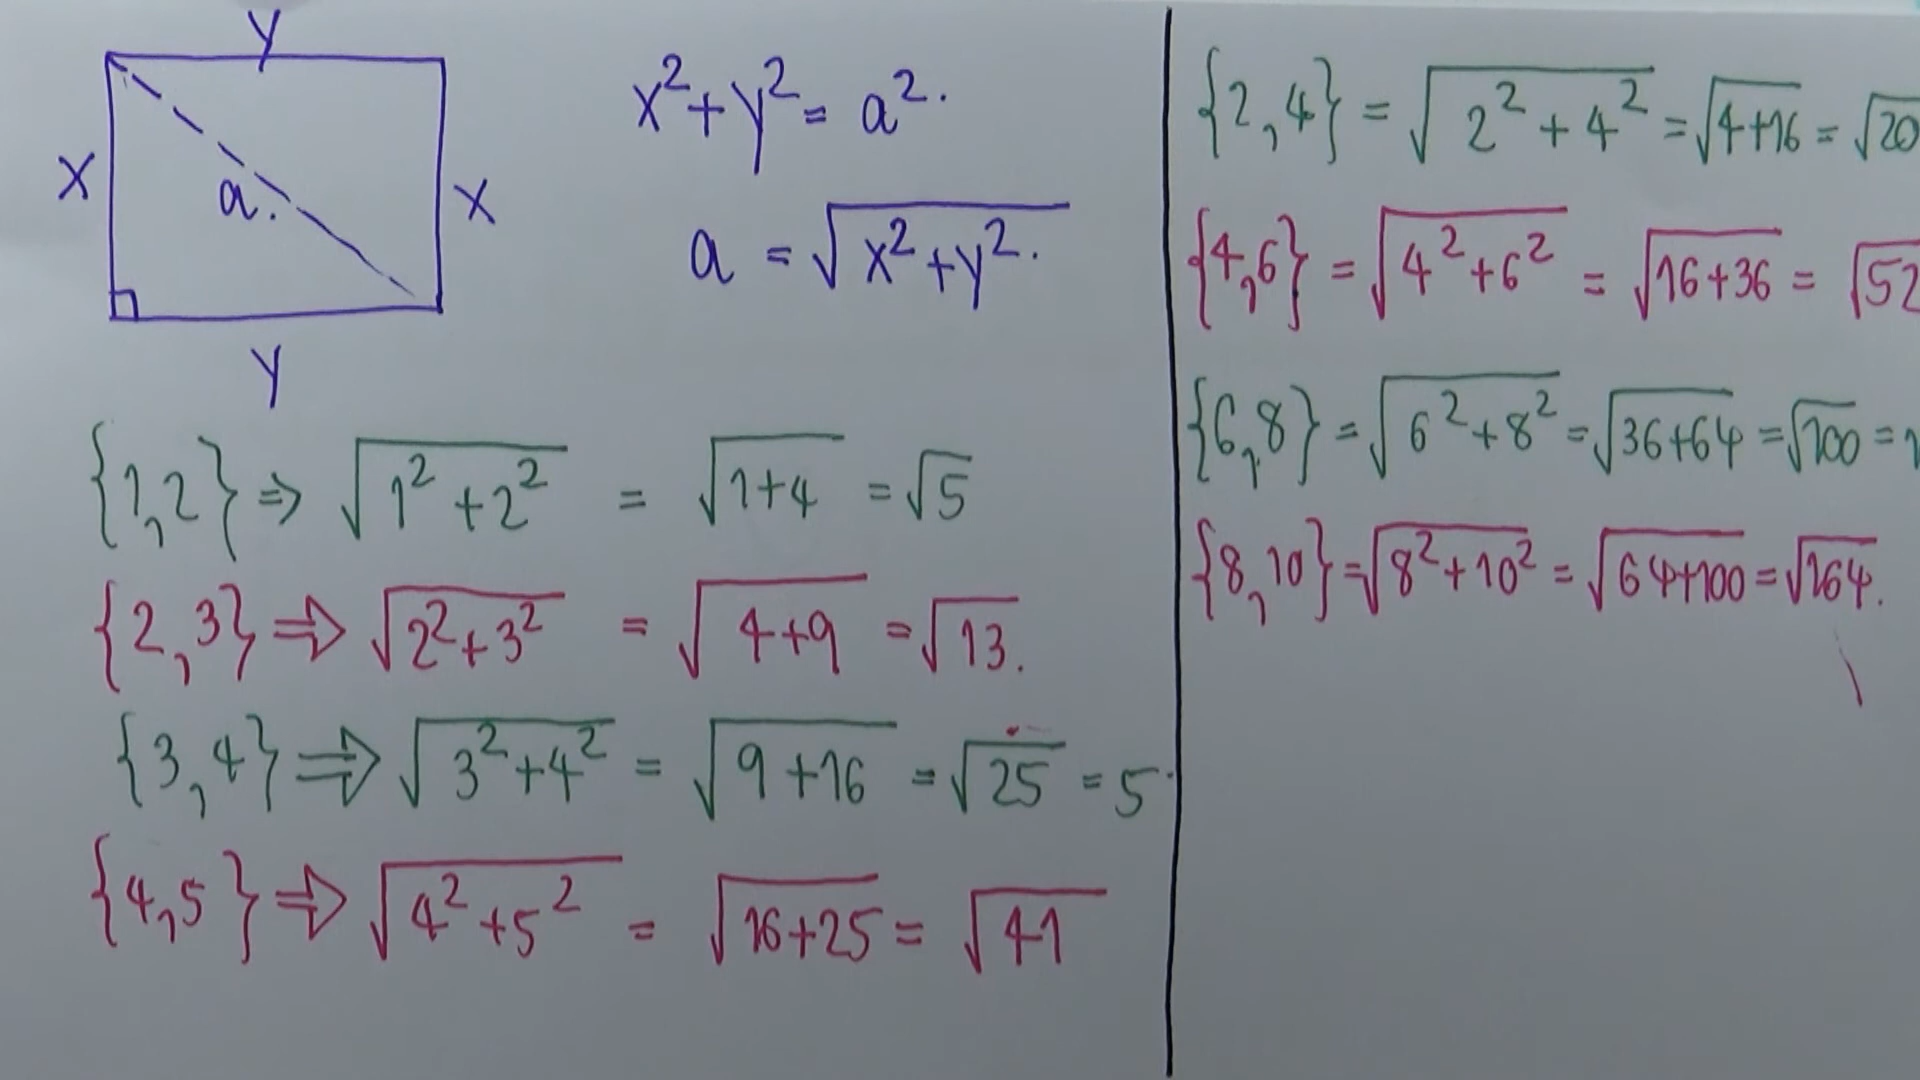 y
x² + y² = a².
x
a.
x
a = √x² + y².
y
{1,2} ⇒ √1² + 2² = √1+4 = √5
{2,3} ⇒ √2² + 3² = √4+9 = √13.
{3,4} ⇒ √3² + 4² = √9+16 = √25 = 5.
{4,5} ⇒ √4² + 5² = √16+25 = √41
{2,4} = √2² + 4² = √4+16 = √20
{4,6} = √4² + 6² = √16+36 = √52
{6,8} = √6² + 8² = √36+64 = √100 =
{8,10} = √8² + 10² = √64+100 = √164.